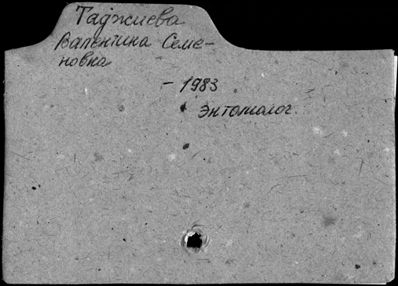 Таджиева
Валентина Семе-
новна
- 1983
энтомолог.